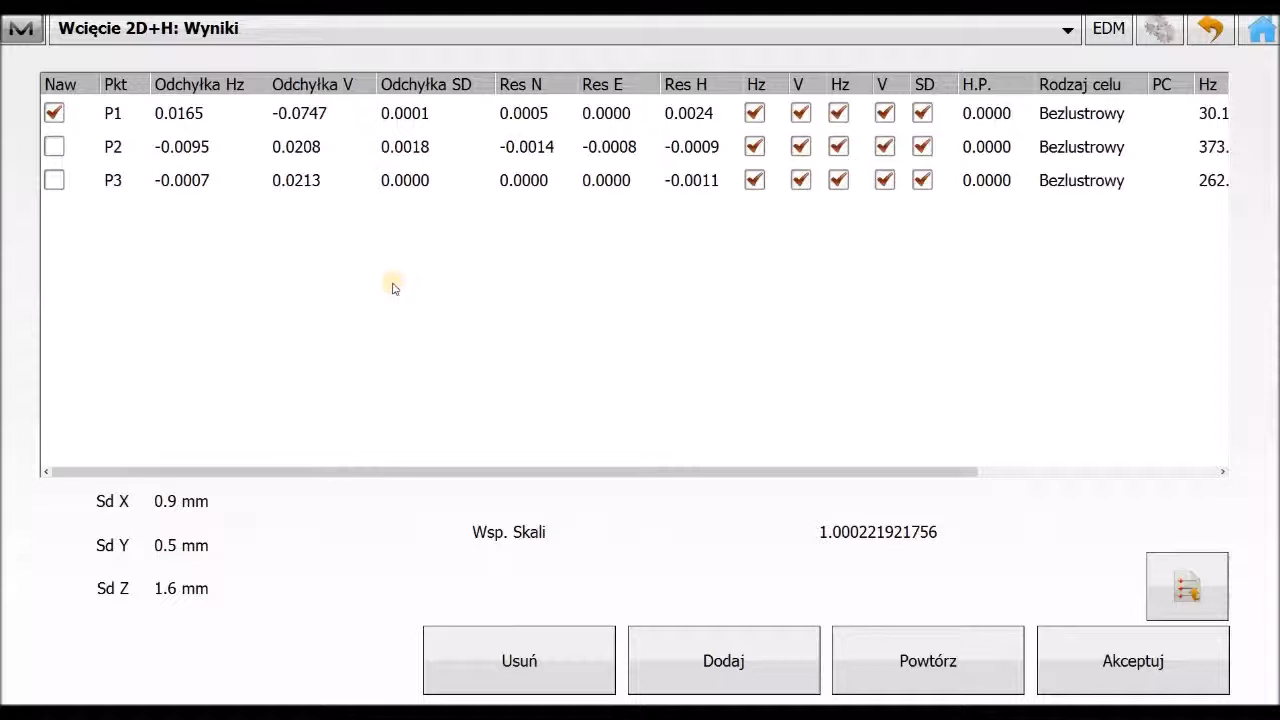 Wcięcie 2D+H: Wyniki EDM
Naw Pkt Odchyłka Hz Odchyłka V Odchyłka SD Res N Res E Res H Hz V Hz V SD H.P. Rodzaj celu PC Hz
P1 0.0165 -0.0747 0.0001 0.0005 0.0000 0.0024 0.0000 Bezlustrowy 30.1
P2 -0.0095 0.0208 0.0018 -0.0014 -0.0008 -0.0009 0.0000 Bezlustrowy 373.
P3 -0.0007 0.0213 0.0000 0.0000 0.0000 -0.0011 0.0000 Bezlustrowy 262.
Sd X 0.9 mm
Wsp. Skali 1.000221921756
Sd Y 0.5 mm
Sd Z 1.6 mm
Usuń Dodaj Powtórz Akceptuj